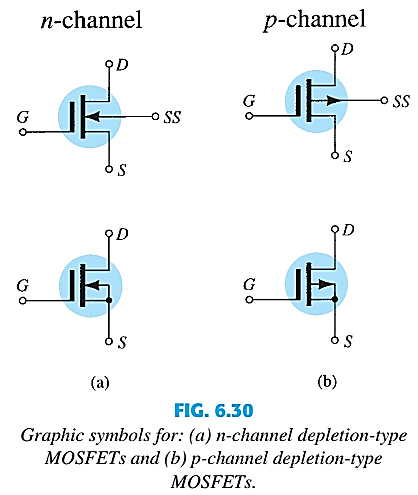 n-channel p-channel
D D
G SS G SS
S S
D D
G G
S S
(a) (b)
FIG. 6.30
Graphic symbols for: (a) n-channel depletion-type
MOSFETs and (b) p-channel depletion-type
MOSFETs.